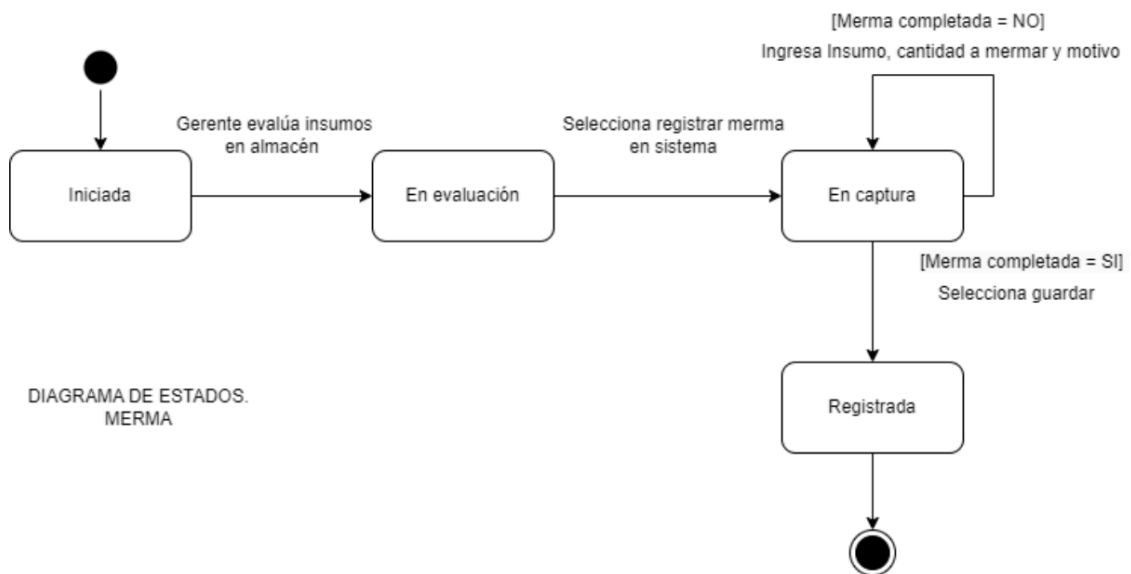 [Merma completada = NO]
Ingresa Insumo, cantidad a mermar y motivo
Gerente evalúa insumos
en almacén
Selecciona registrar merma
en sistema
Iniciada
En evaluación
En captura
[Merma completada = SI]
Selecciona guardar
DIAGRAMA DE ESTADOS.
MERMA
Registrada